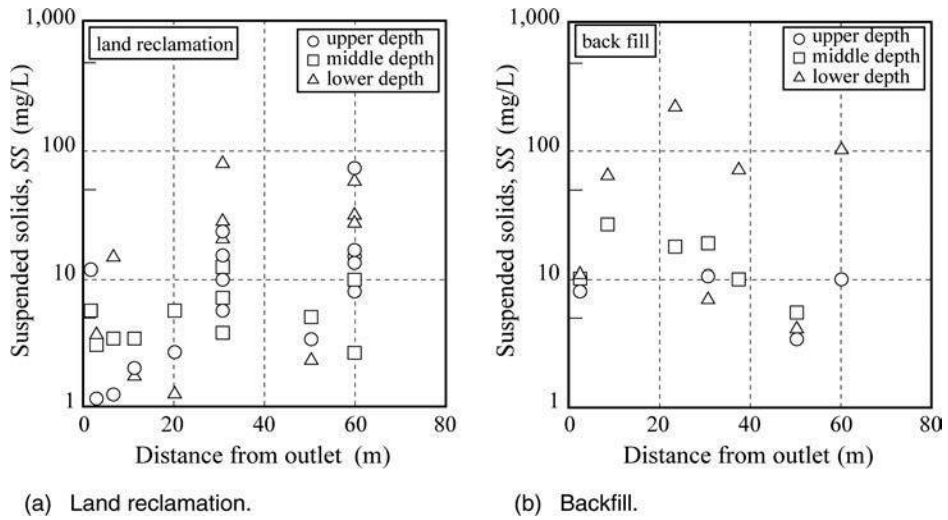 1,000
100
10
1
Suspended solids, SS (mg/L)
land reclamation
upper depth
middle depth
lower depth
0 20 40 60 80
Distance from outlet (m)
(a) Land reclamation.
1,000
100
10
1
Suspended solids, SS (mg/L)
back fill
upper depth
middle depth
lower depth
0 20 40 60 80
Distance from outlet (m)
(b) Backfill.